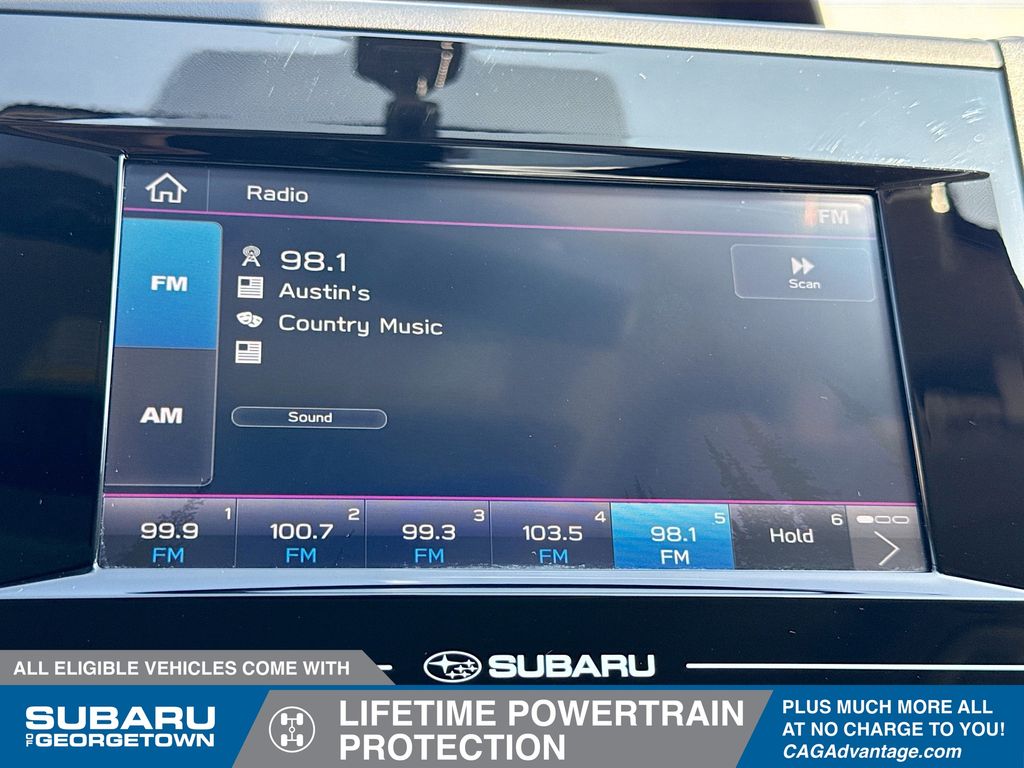 Radio
FM
FM
98.1
Scan
Austin's
Country Music
AM
Sound
1
99.9
FM
2
100.7
FM
3
99.3
FM
4
103.5
FM
5
98.1
FM
6
Hold
SUBARU
ALL ELIGIBLE VEHICLES COME WITH
SUBARU
OF GEORGETOWN
LIFETIME POWERTRAIN
PROTECTION
PLUS MUCH MORE ALL
AT NO CHARGE TO YOU!
CAGAdvantage.com